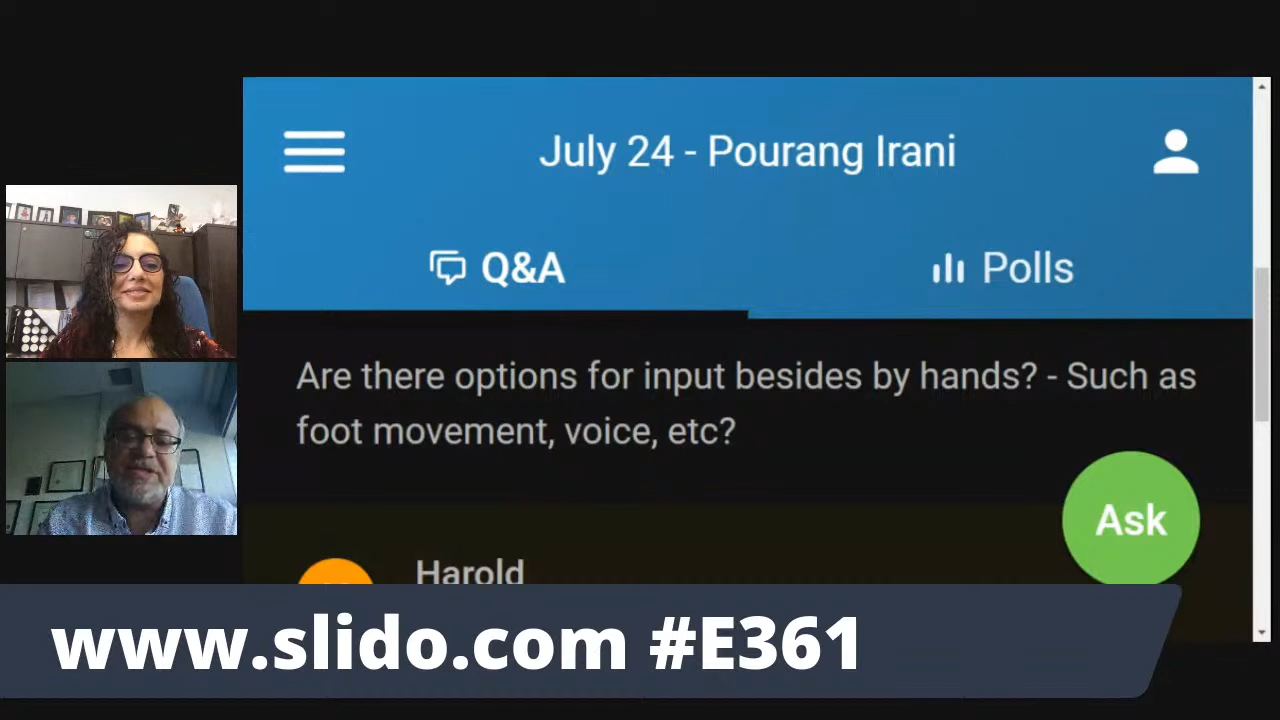 July 24 - Pourang Irani
Q&A
Polls
Are there options for input besides by hands? - Such as
foot movement, voice, etc?
Ask
Harold
www.slido.com #E361